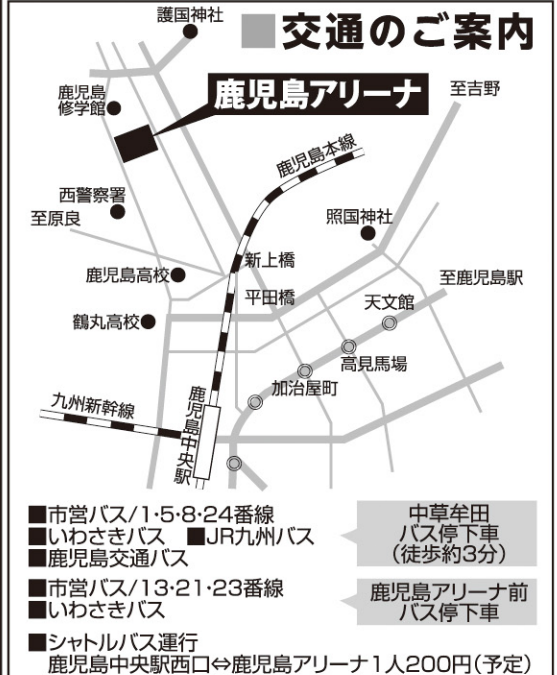 護国神社
■交通のご案内
鹿児島
修学館
鹿児島アリーナ
至吉野
鹿児島本線
西警察署
至原良
照国神社
新上橋
鹿児島高校
平田橋
至鹿児島駅
天文館
鶴丸高校
高見馬場
加治屋町
九州新幹線
鹿児島中央駅
■市営バス/1・5・8・24番線
■いわさきバス ■JR九州バス
■鹿児島交通バス
中草牟田
バス停下車
(徒歩約3分)
■市営バス/13・21・23番線
■いわさきバス
鹿児島アリーナ前
バス停下車
■シャトルバス運行
鹿児島中央駅西口⇔鹿児島アリーナ1人200円(予定)